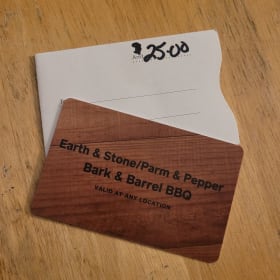 $25.00
Earth & Stone/Parm & Pepper
Bark & Barrel BBQ
VALID AT ANY LOCATION